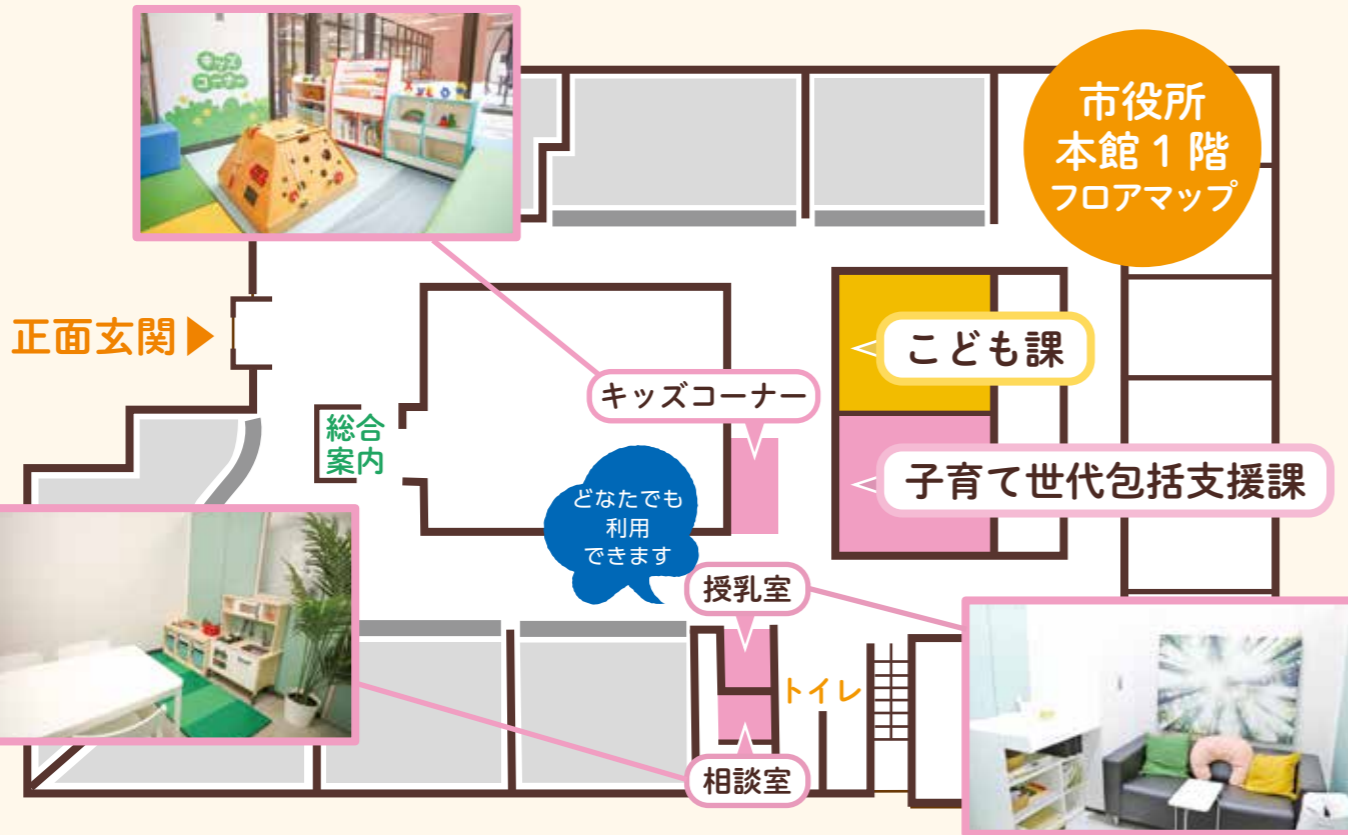 キッズ
コーナー
市役所
本館1階
フロアマップ
正面玄関▶
こども課
キッズコーナー
総合
案内
子育て世代包括支援課
どなたでも
利用
できます
授乳室
トイレ
相談室